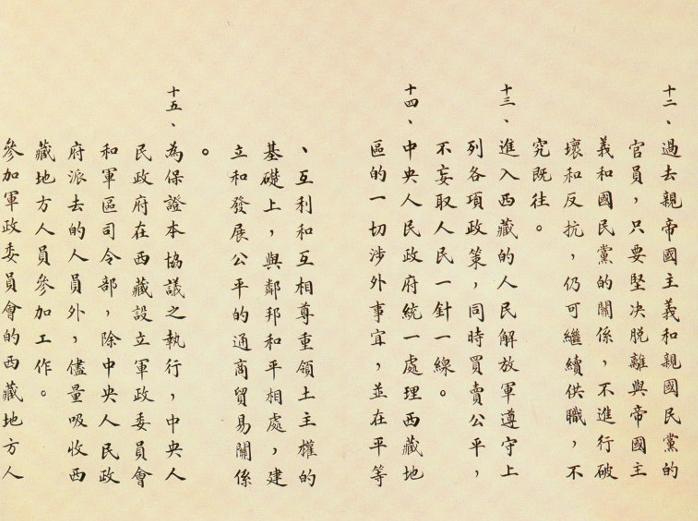 十二、過去親帝國主義和親國民黨的
官員，只要堅決脫離與帝國主
義和國民黨的關係，不進行破
壞和反抗，仍可繼續供職，不
究既往。
十三、進入西藏的人民解放軍遵守上
列各項政策，同時買賣公平，
不妄取人民一針一線。
十四、中央人民政府統一處理西藏地
區的一切涉外事宜，並在平等
、互利和互相尊重領土主權的
基礎上，與鄰邦和平相處，建
立和發展公平的通商貿易關係
。
十五、為保證本協議之執行，中央人
民政府在西藏設立軍政委員會
和軍區司令部，除中央人民政
府派去的人員外，儘量吸收西
藏地方人員參加工作。
參加軍政委員會的西藏地方人